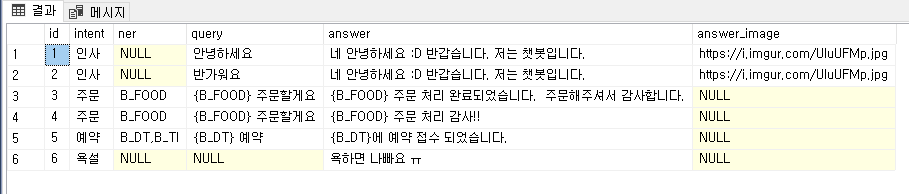 결과 메시지
id intent ner query answer answer_image
1 1 인사 NULL 안녕하세요 네 안녕하세요 :D 반갑습니다. 저는 챗봇입니다. https://i.imgur.com/UluUFMp.jpg
2 2 인사 NULL 반가워요 네 안녕하세요 :D 반갑습니다. 저는 챗봇입니다. https://i.imgur.com/UluUFMp.jpg
3 3 주문 B_FOOD {B_FOOD} 주문할게요 {B_FOOD} 주문 처리 완료되었습니다. 주문해주셔서 감사합니다. NULL
4 4 주문 B_FOOD {B_FOOD} 주문할게요 {B_FOOD} 주문 처리 감사!! NULL
5 5 예약 B_DT,B_TI {B_DT} 예약 {B_DT}에 예약 접수 되었습니다. NULL
6 6 욕설 NULL NULL 욕하면 나빠요 ㅠ NULL